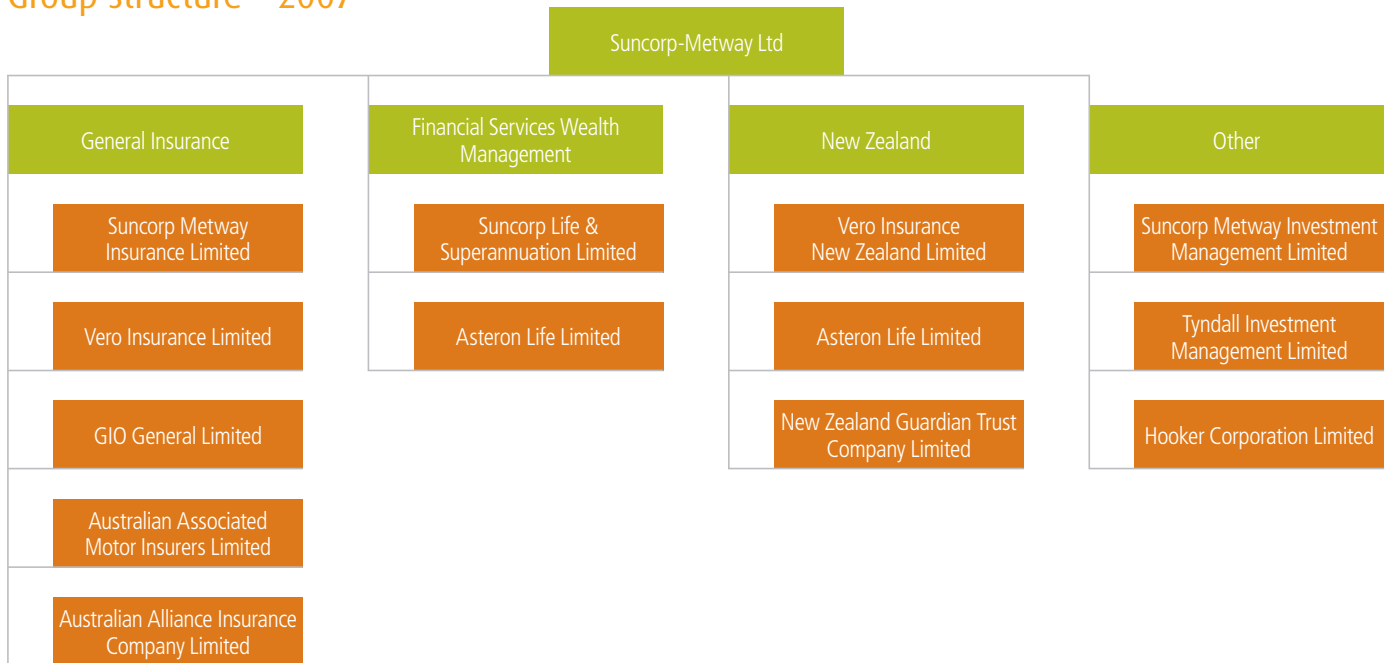 Group structure – 2007
Suncorp-Metway Ltd
General Insurance
Suncorp Metway
Insurance Limited
Vero Insurance Limited
GIO General Limited
Australian Associated
Motor Insurers Limited
Australian Alliance Insurance
Company Limited
Financial Services Wealth
Management
Suncorp Life &
Superannuation Limited
Asteron Life Limited
New Zealand
Vero Insurance
New Zealand Limited
Asteron Life Limited
New Zealand Guardian Trust
Company Limited
Other
Suncorp Metway Investment
Management Limited
Tyndall Investment
Management Limited
Hooker Corporation Limited